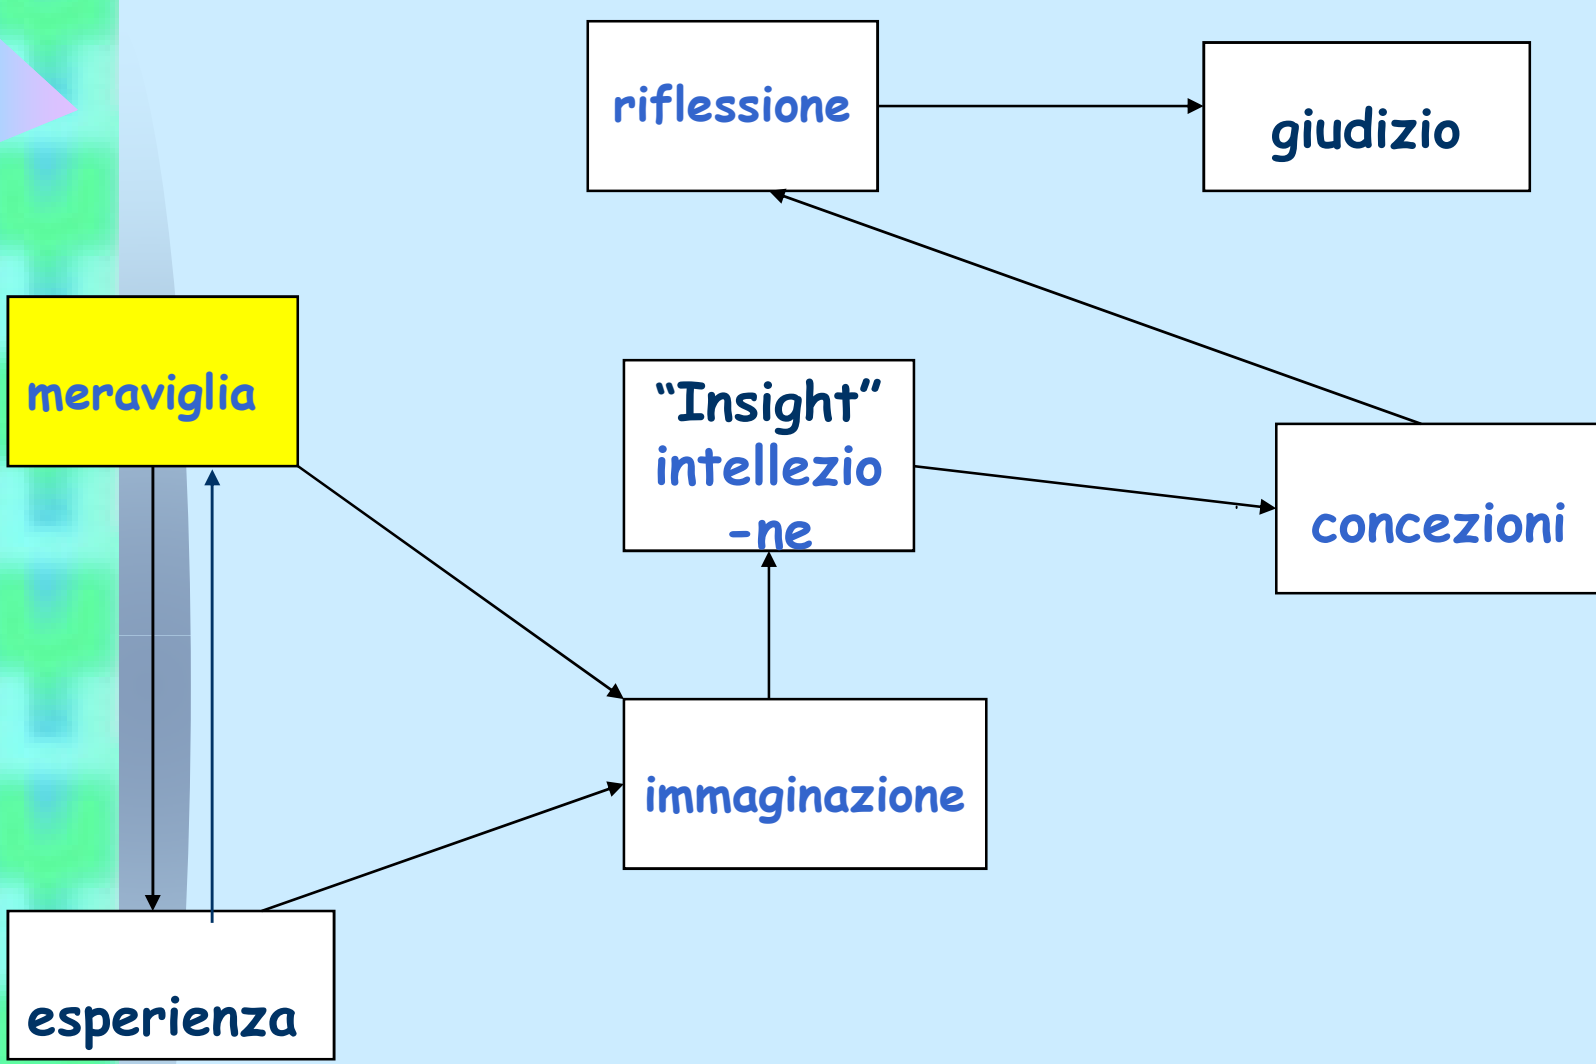 riflessione
giudizio
meraviglia
“Insight”
intellezio
-ne
concezioni
immaginazione
esperienza